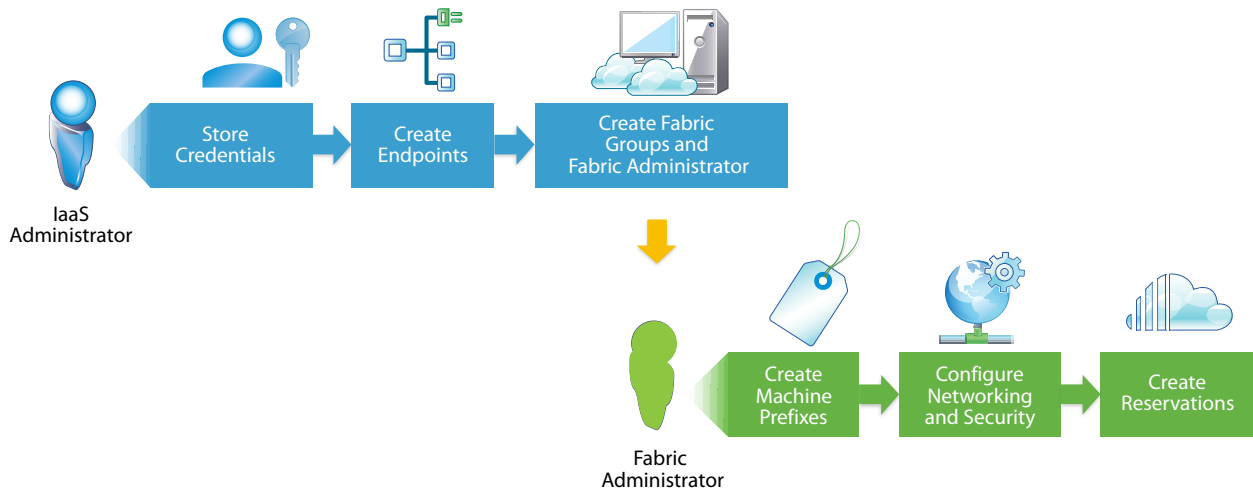 Store
Credentials
Create
Endpoints
Create Fabric
Groups and
Fabric Administrator
IaaS
Administrator
Create
Machine
Prefixes
Configure
Networking
and Security
Create
Reservations
Fabric
Administrator